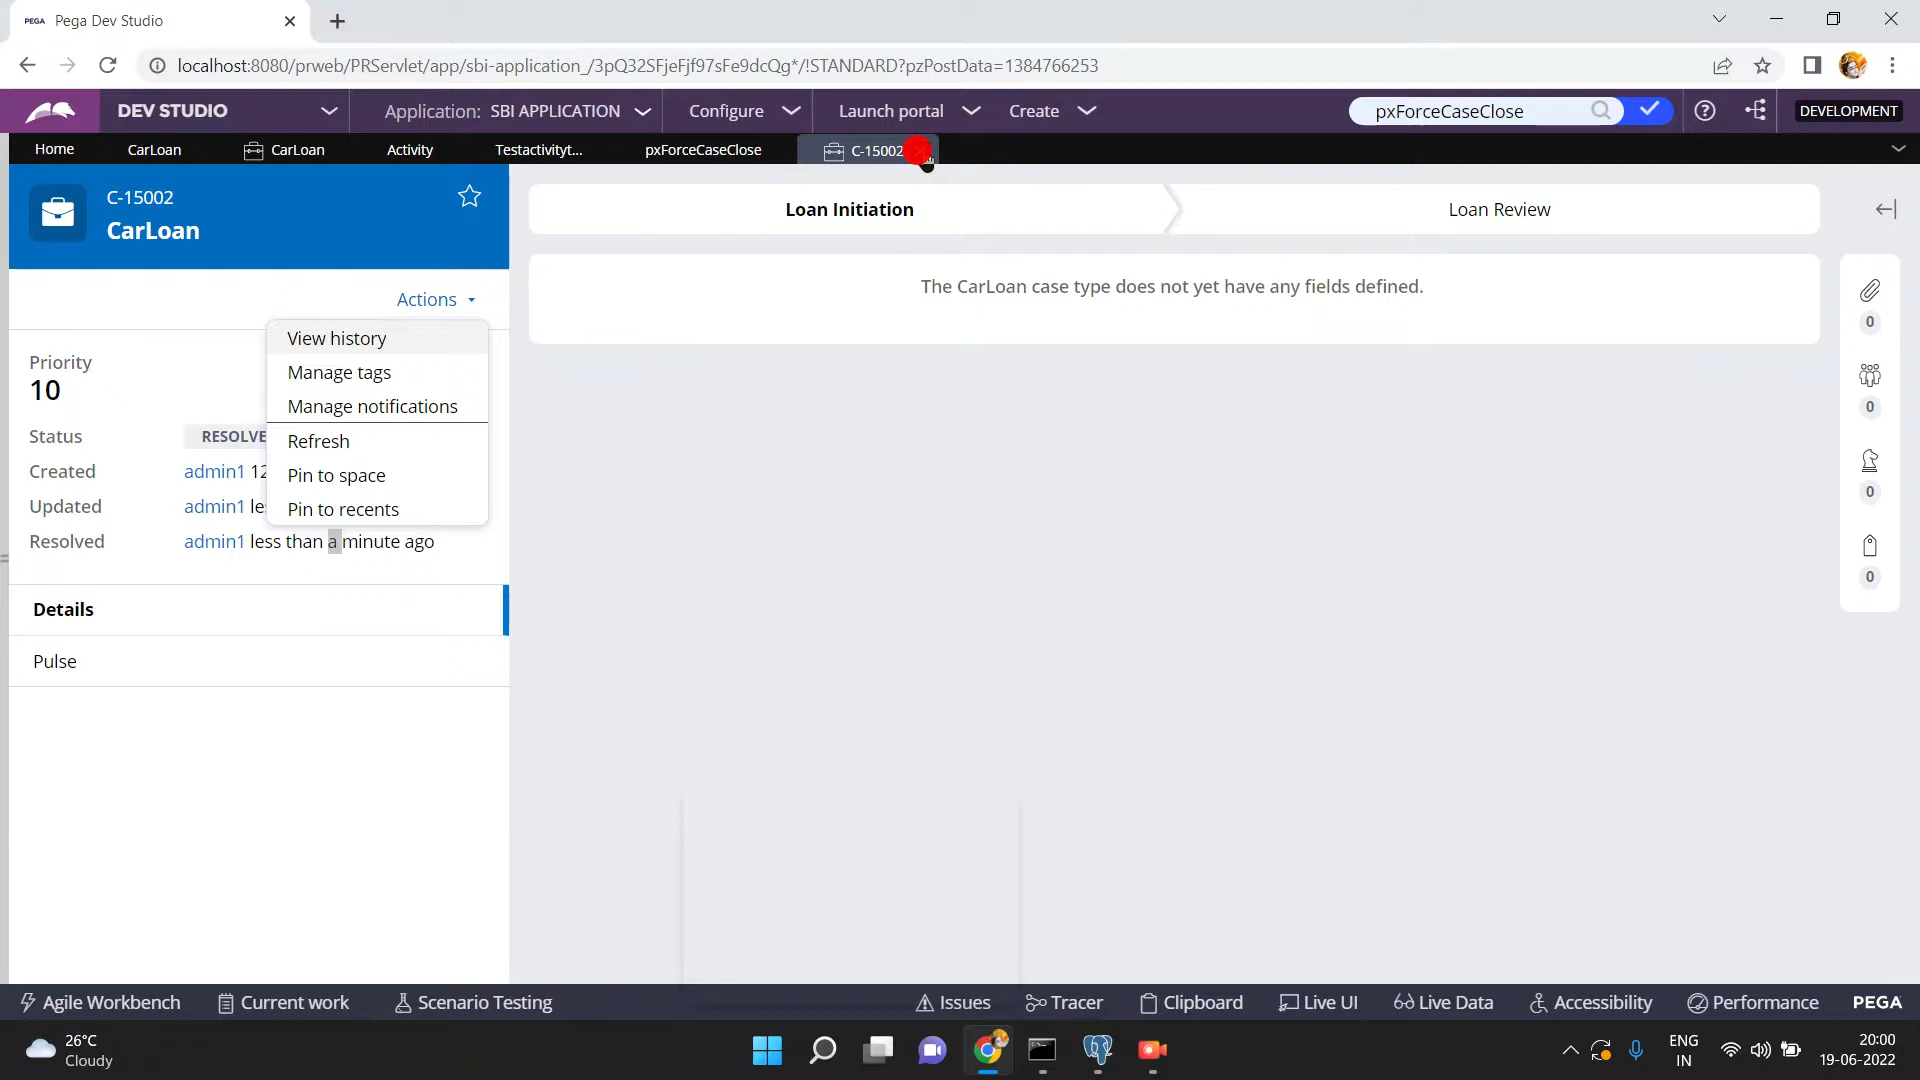 PEGA Pega Dev Studio
localhost:8080/prweb/PRServlet/app/sbi-application_/3pQ32SFjeFjf97sFe9dcQg*/!STANDARD?pzPostData=1384766253
DEV STUDIO Application: SBI APPLICATION Configure Launch portal Create pxForceCaseClose DEVELOPMENT
Home CarLoan CarLoan Activity Testactivityt... pxForceCaseClose C-15002
C-15002
CarLoan
Loan Initiation Loan Review
The CarLoan case type does not yet have any fields defined.
Actions
View history
Manage tags
Manage notifications
Refresh
Pin to space
Pin to recents
Priority
10
Status RESOLVE
Created admin1 12
Updated admin1 les
Resolved admin1 less than a minute ago
Details
Pulse
0
0
0
0
Agile Workbench Current work Scenario Testing Issues Tracer Clipboard Live UI Live Data Accessibility Performance PEGA
26°C
Cloudy
ENG
IN
20:00
19-06-2022